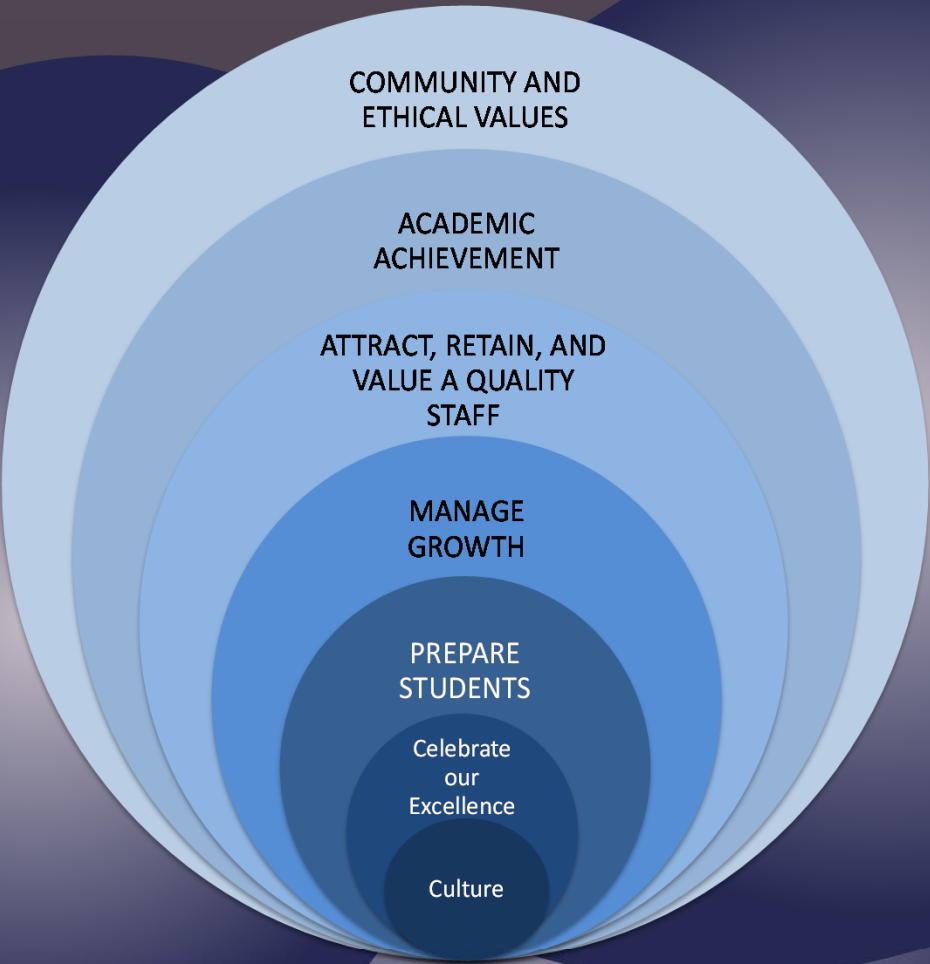 COMMUNITY AND
ETHICAL VALUES
ACADEMIC
ACHIEVEMENT
ATTRACT, RETAIN, AND
VALUE A QUALITY
STAFF
MANAGE
GROWTH
PREPARE
STUDENTS
Celebrate
our
Excellence
Culture